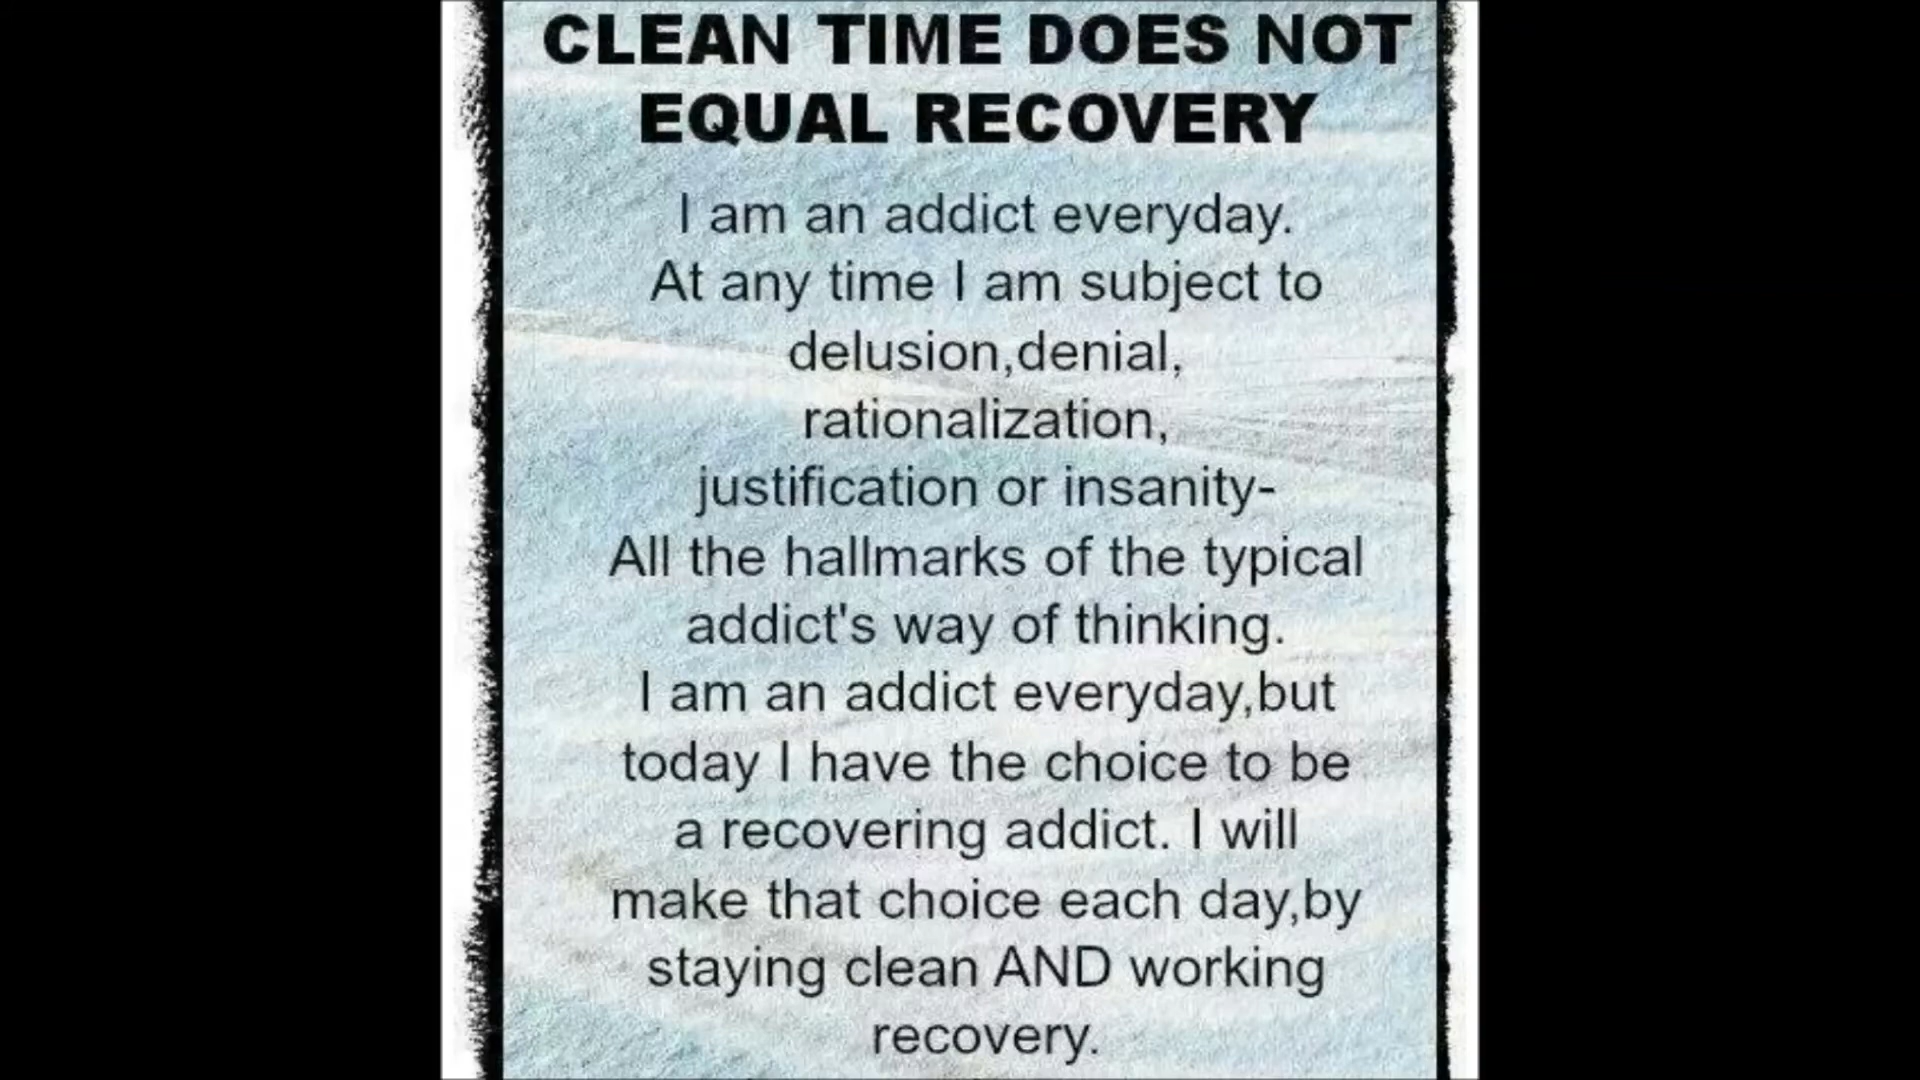 CLEAN TIME DOES NOT
EQUAL RECOVERY
I am an addict everyday.
At any time I am subject to
delusion,denial,
rationalization,
justification or insanity-
All the hallmarks of the typical
addict's way of thinking.
I am an addict everyday,but
today I have the choice to be
a recovering addict. I will
make that choice each day,by
staying clean AND working
recovery.